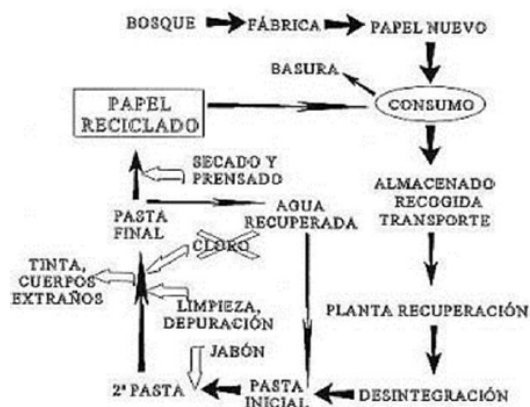 BOSQUE
FÁBRICA
PAPEL NUEVO
BASURA
PAPEL
RECICLADO
CONSUMO
SECADO Y
PRENSADO
ALMACENADO
RECOGIDA
TRANSPORTE
PASTA
FINAL
AGUA
RECUPERADA
CLORO
TINTA,
CUERPOS
EXTRAÑOS
LIMPIEZA,
DEPURACIÓN
PLANTA RECUPERACIÓN
JABÓN
2ª PASTA
PASTA
INICIAL
DESINTEGRACIÓN